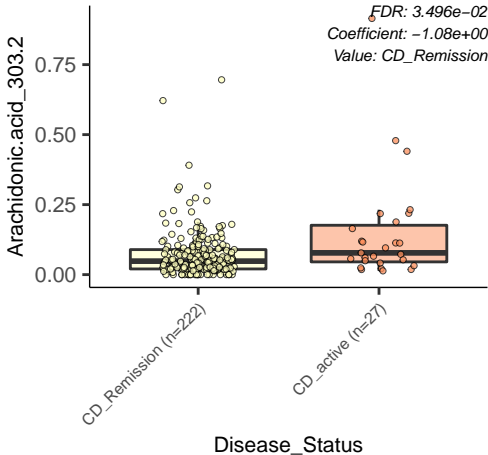 FDR: 3.496e−02
Coefficient: −1.08e+00
Value: CD_Remission
Arachidonic.acid_303.2
0.75
0.50
0.25
0.00
CD_Remission (n=222)
CD_active (n=27)
Disease_Status